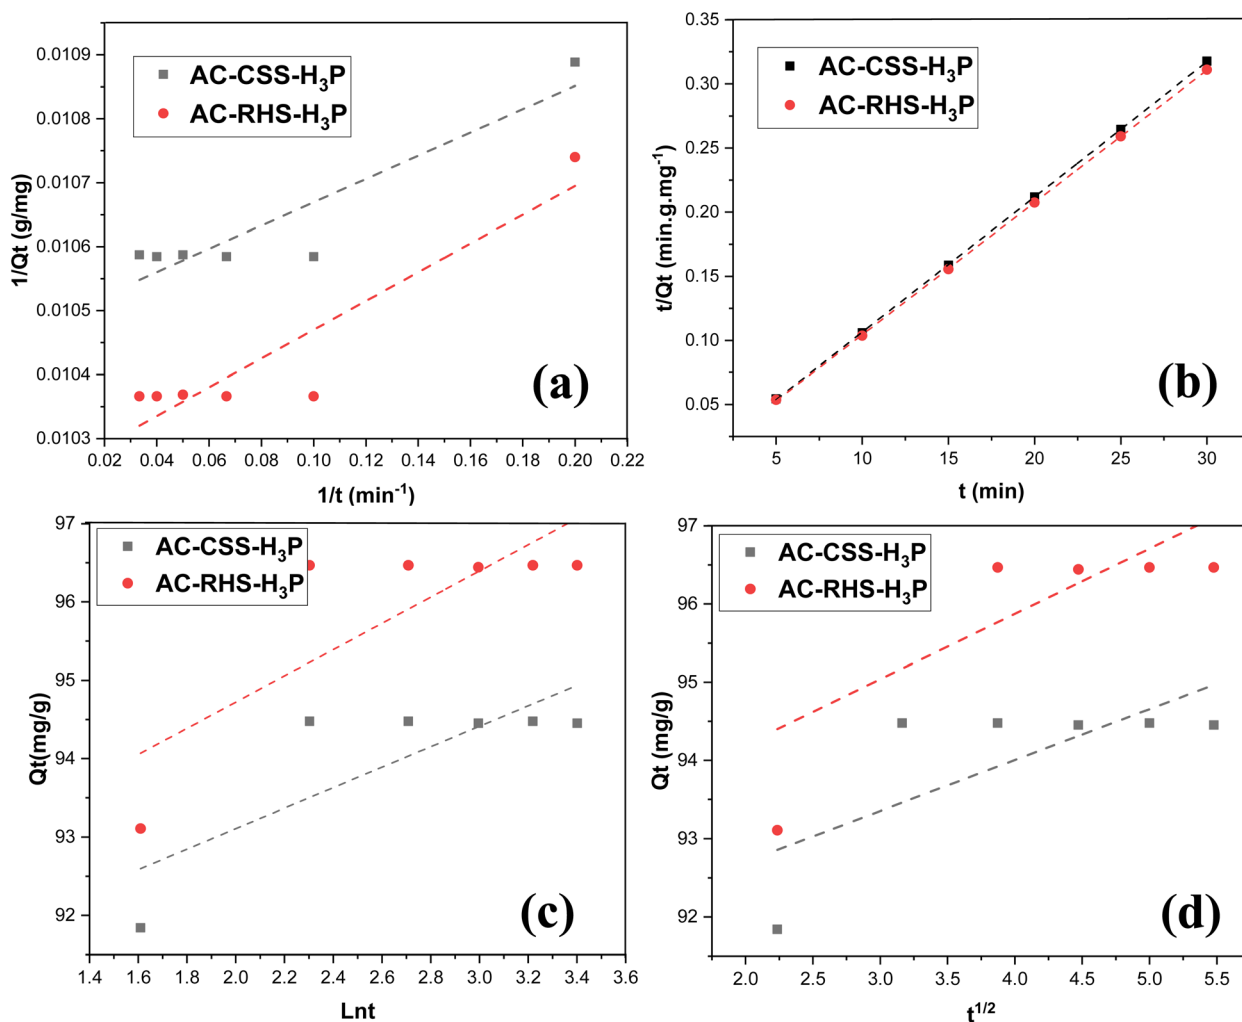 AC-CSS-H₃P
AC-RHS-H₃P
0.0109
0.0108
0.0107
0.0106
0.0105
0.0104
0.0103
1/Qt (g/mg)
0.02 0.04 0.06 0.08 0.10 0.12 0.14 0.16 0.18 0.20 0.22
1/t (min⁻¹)
(a)
AC-CSS-H₃P
AC-RHS-H₃P
0.35
0.30
0.25
0.20
0.15
0.10
0.05
t/Qt (min.g.mg⁻¹)
5 10 15 20 25 30
t (min)
(b)
AC-CSS-H₃P
AC-RHS-H₃P
97
96
95
94
93
92
Qt(mg/g)
1.4 1.6 1.8 2.0 2.2 2.4 2.6 2.8 3.0 3.2 3.4 3.6
Lnt
(c)
AC-CSS-H₃P
AC-RHS-H₃P
97
96
95
94
93
92
Qt (mg/g)
2.0 2.5 3.0 3.5 4.0 4.5 5.0 5.5
t¹/²
(d)